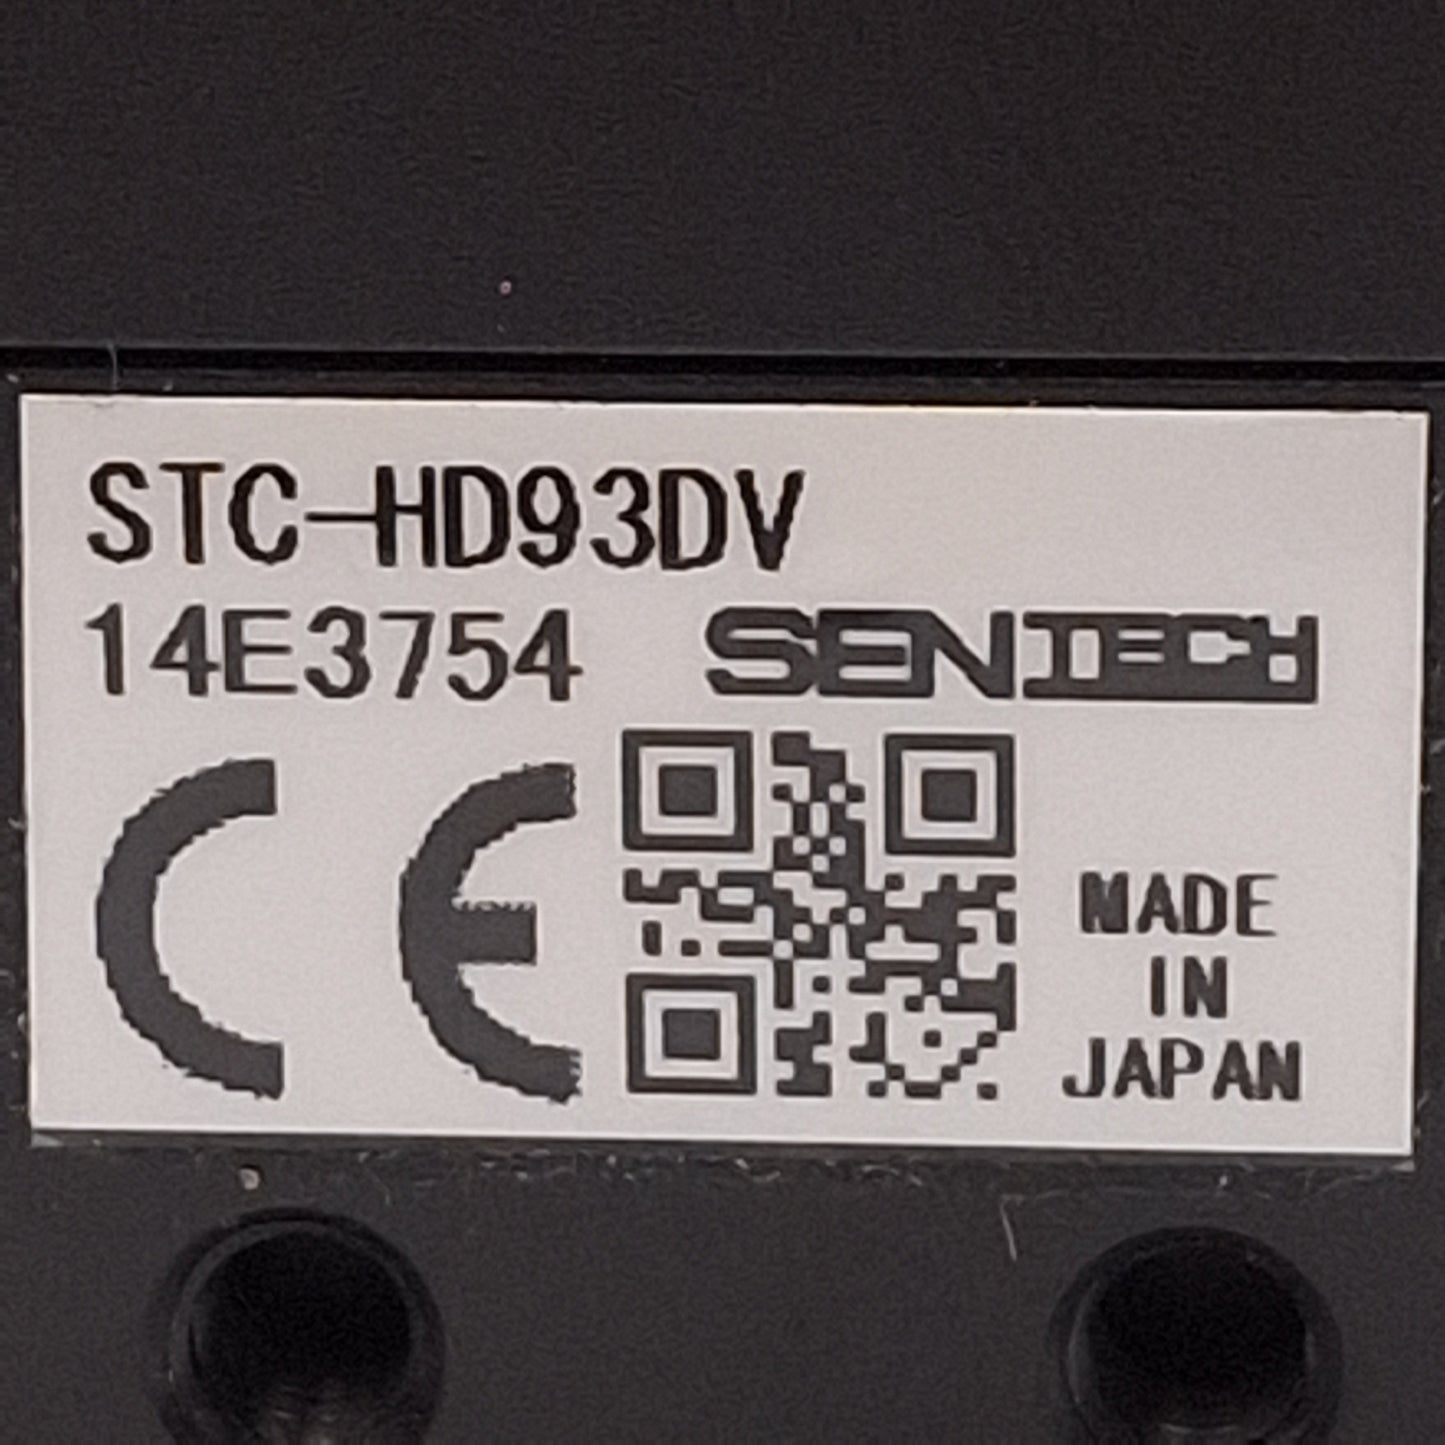 STC-HD93DV
14E3754 SENTECH
CE
MADE
IN
JAPAN